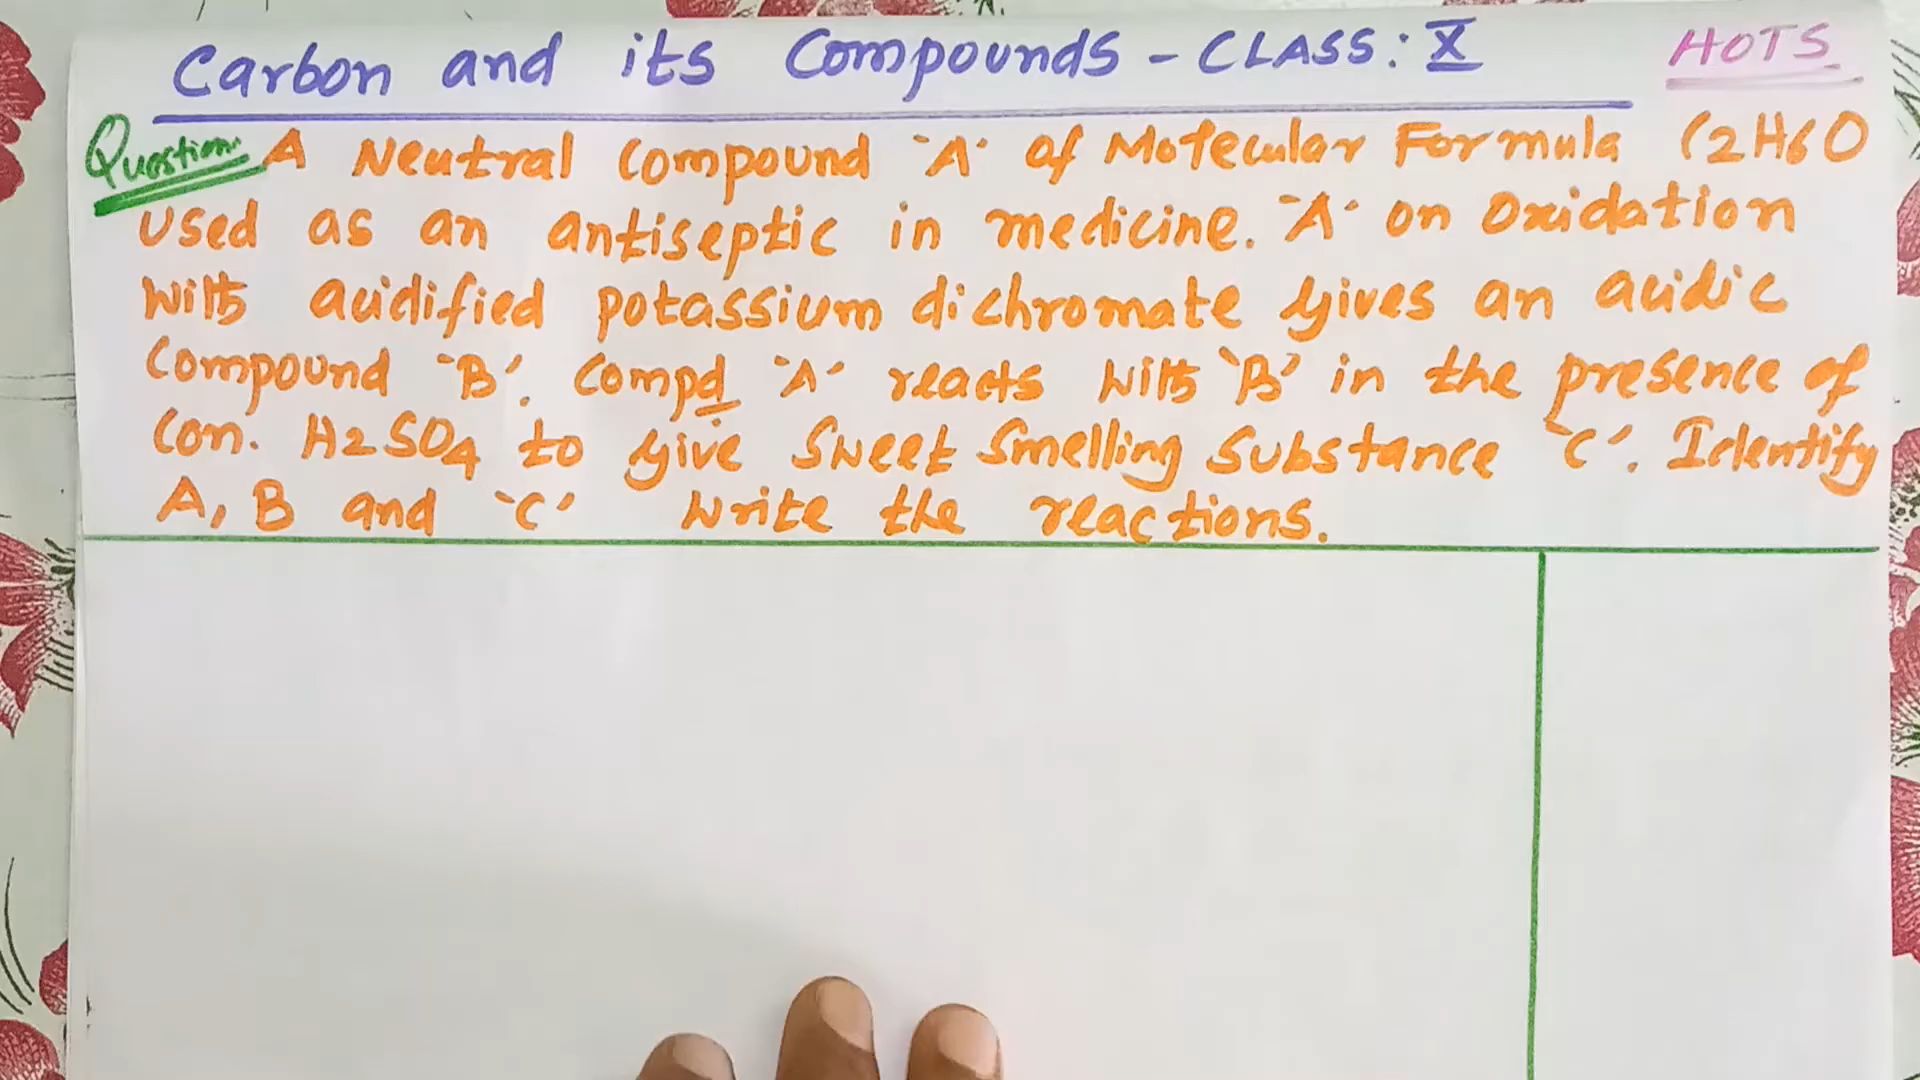 Carbon and its Compounds - CLASS: X
HOTS
Question: A Neutral Compound 'A' of Molecular Formula C2H6O
used as an antiseptic in medicine. 'A' on Oxidation
with acidified potassium dichromate gives an acidic
Compound 'B'. Compd 'A' reacts with 'B' in the presence of
Con. H2SO4 to give Sweet Smelling Substance 'C'. Identify
A, B and 'C' Write the reactions.